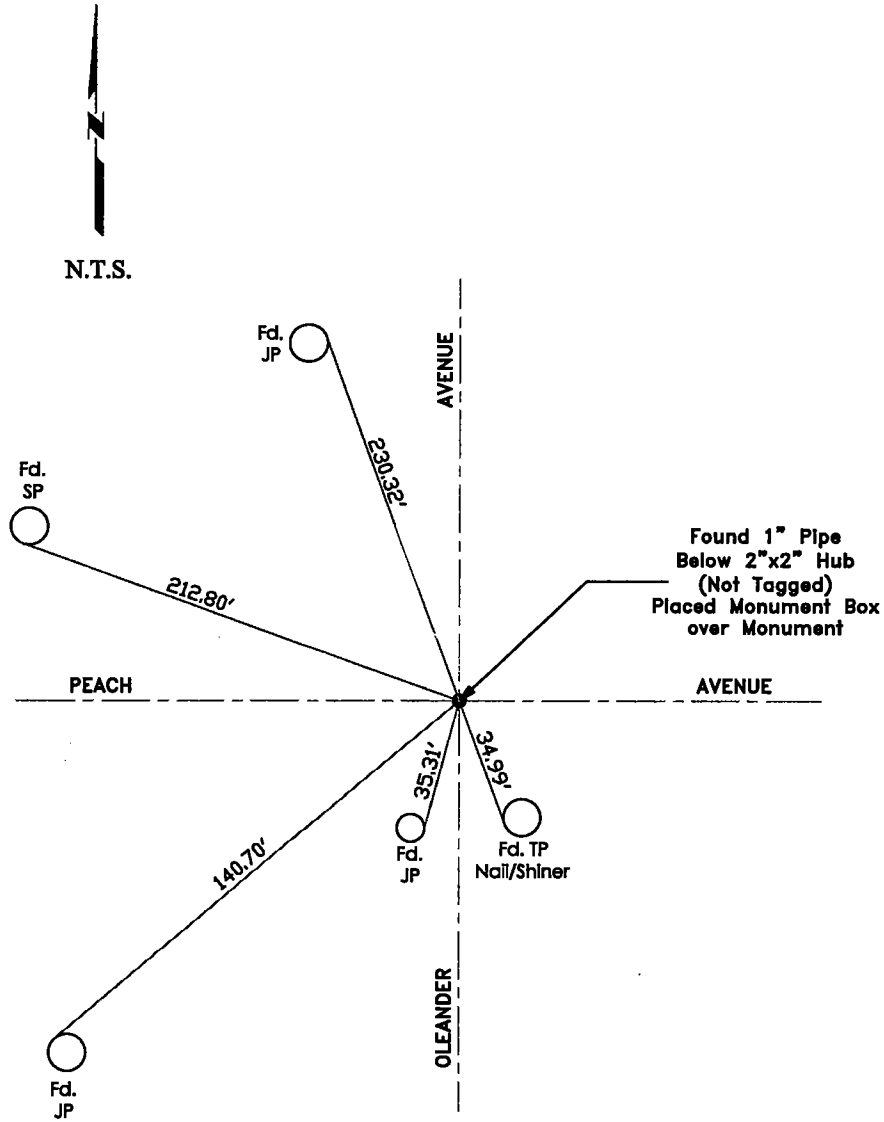 N
N.T.S.
Fd.
JP
AVENUE
230.32'
Fd.
SP
212.80'
Found 1" Pipe
Below 2"x2" Hub
(Not Tagged)
Placed Monument Box
over Monument
PEACH
AVENUE
35.31'
34.99'
Fd.
JP
Fd. TP
Nail/Shiner
140.70'
OLEANDER
Fd.
JP